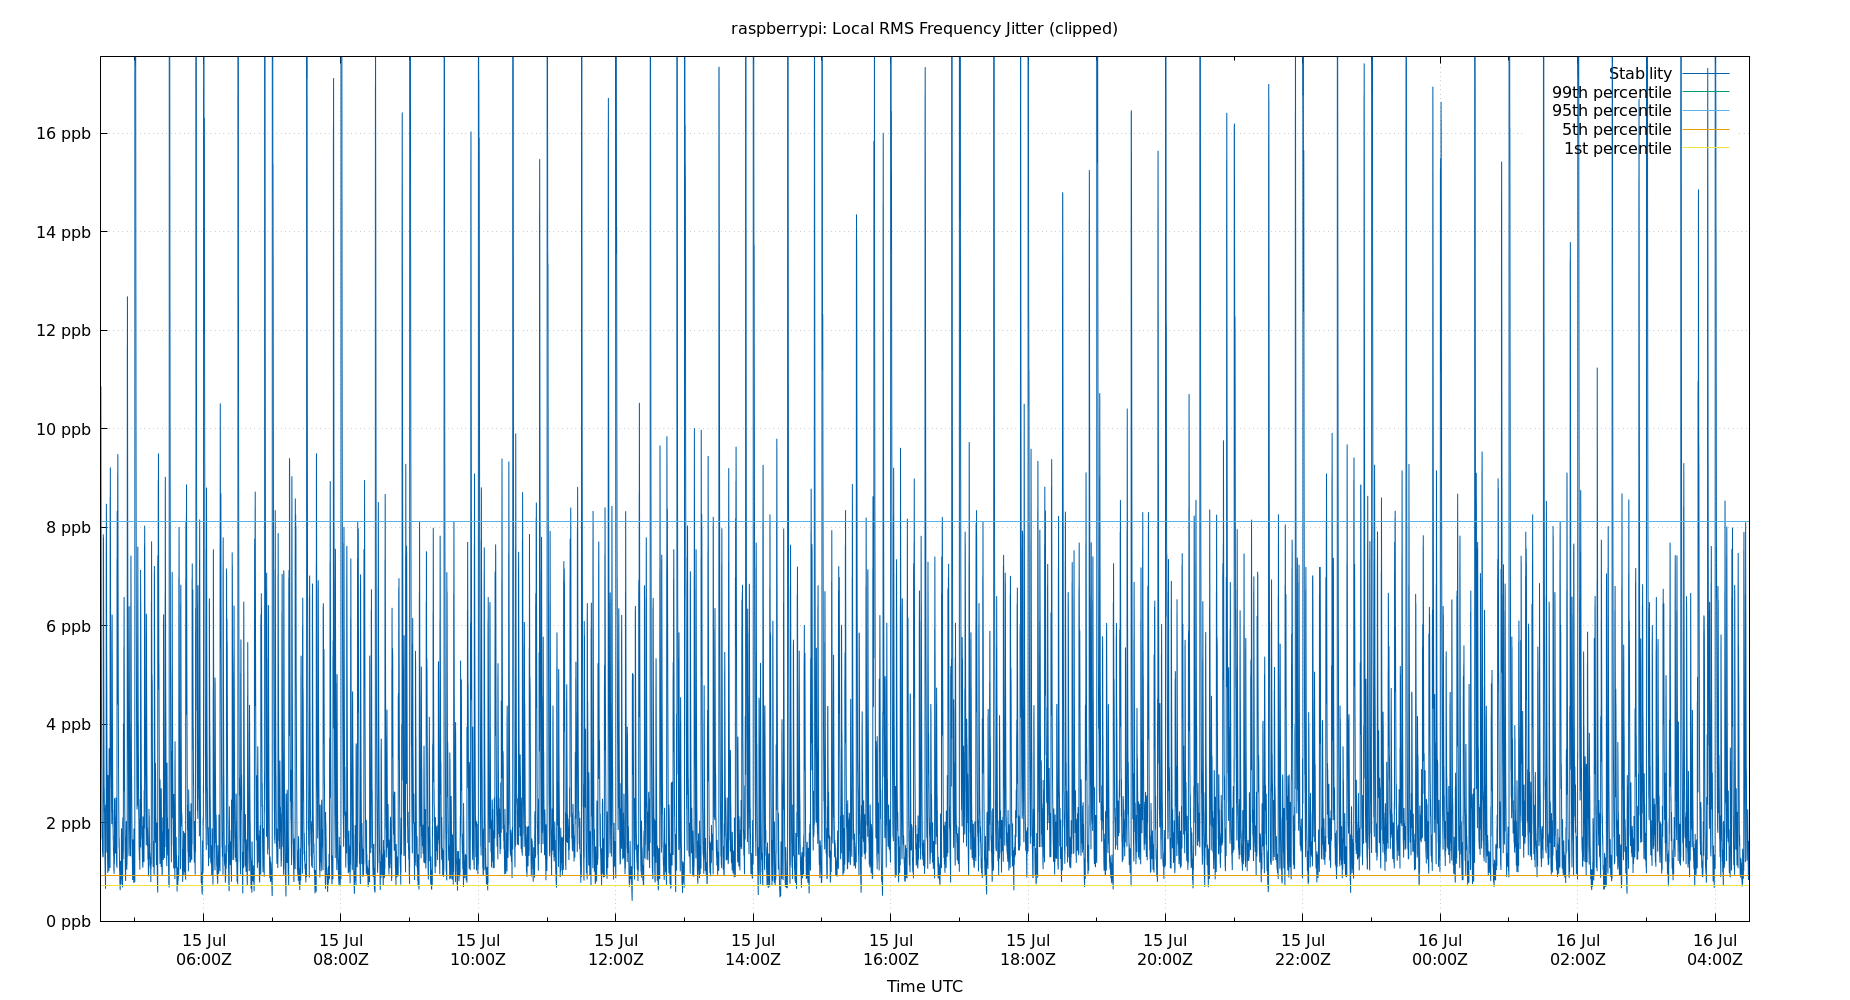 raspberrypi: Local RMS Frequency Jitter (clipped)
Stability
99th percentile
95th percentile
5th percentile
1st percentile
16 ppb
14 ppb
12 ppb
10 ppb
8 ppb
6 ppb
4 ppb
2 ppb
0 ppb
15 Jul 15 Jul 15 Jul 15 Jul 15 Jul 15 Jul 15 Jul 15 Jul 15 Jul 16 Jul 16 Jul 16 Jul
06:00Z 08:00Z 10:00Z 12:00Z 14:00Z 16:00Z 18:00Z 20:00Z 22:00Z 00:00Z 02:00Z 04:00Z
Time UTC